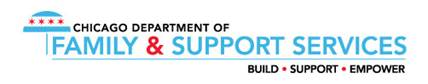 CHICAGO DEPARTMENT OF
FAMILY & SUPPORT SERVICES
BUILD • SUPPORT • EMPOWER